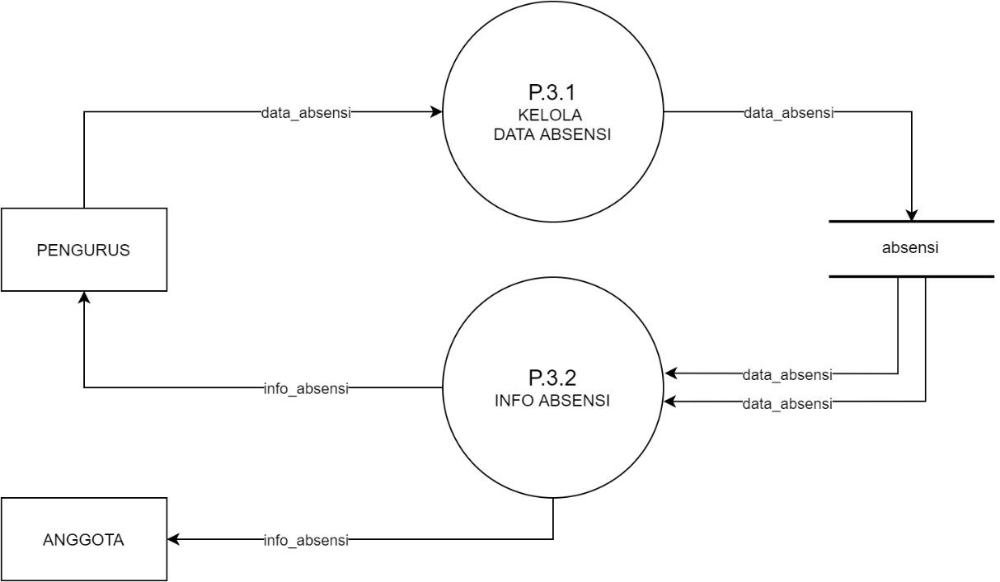 P.3.1
KELOLA
DATA ABSENSI
data_absensi
data_absensi
PENGURUS
absensi
P.3.2
INFO ABSENSI
data_absensi
info_absensi
data_absensi
ANGGOTA
info_absensi